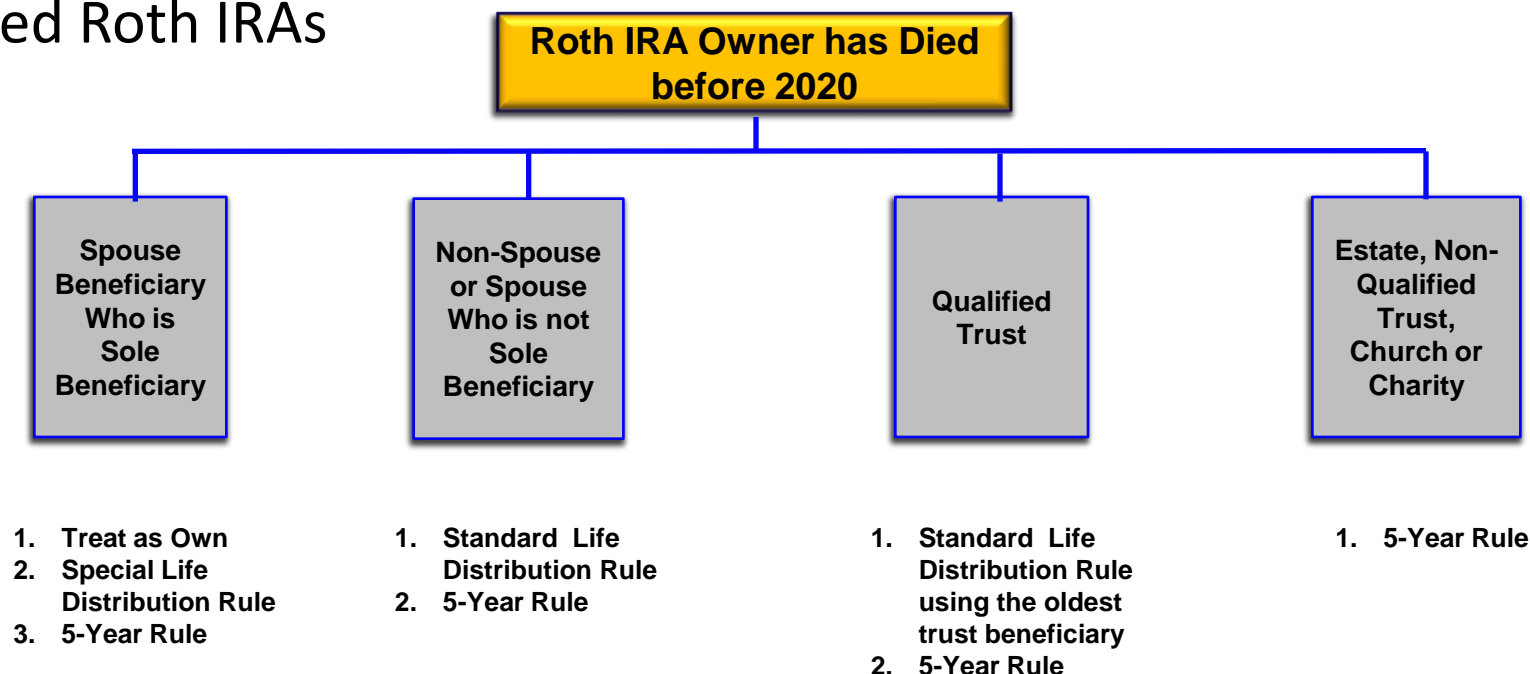 ed Roth IRAs
Roth IRA Owner has Died
before 2020
Spouse
Beneficiary
Who is
Sole
Beneficiary
Non-Spouse
or Spouse
Who is not
Sole
Beneficiary
Qualified
Trust
Estate, Non-
Qualified
Trust,
Church or
Charity
1. Treat as Own
2. Special Life
Distribution Rule
3. 5-Year Rule
1. Standard Life
Distribution Rule
2. 5-Year Rule
1. Standard Life
Distribution Rule
using the oldest
trust beneficiary
2. 5-Year Rule
1. 5-Year Rule